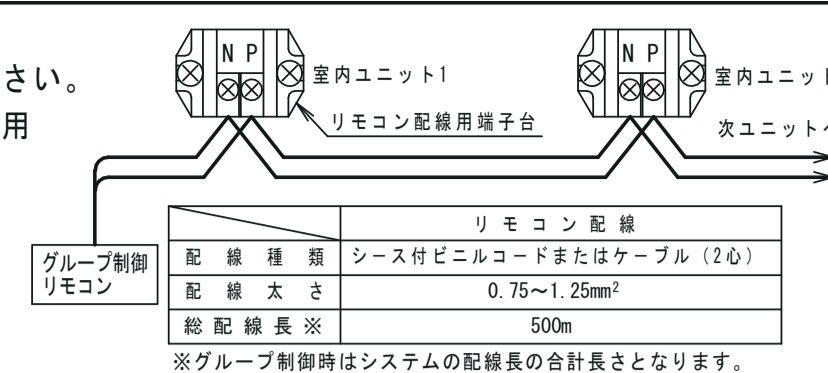 さい。
用
N P
室内ユニット1
リモコン配線用端子台
N P
室内ユニット
次ユニットへ
グループ制御
リモコン
リモコン配線
配線種類 シース付ビニルコードまたはケーブル(2心)
配線太さ 0.75～1.25mm²
総配線長※ 500m
※グループ制御時はシステムの配線長の合計長さとなります。